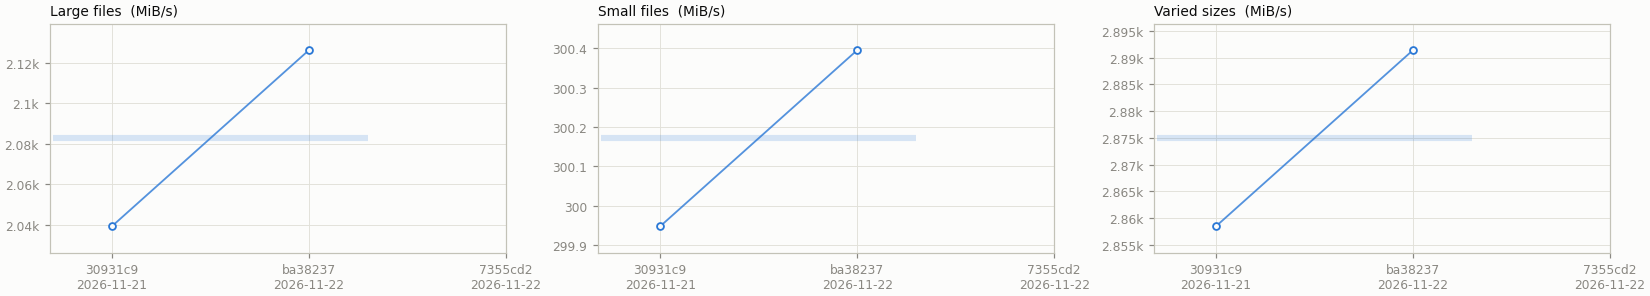 Large files (MiB/s)
2.12k
2.1k
2.08k
2.06k
2.04k
30931c9
2026-11-21
ba38237
2026-11-22
7355cd2
2026-11-22
Small files (MiB/s)
300.4
300.3
300.2
300.1
300
299.9
30931c9
2026-11-21
ba38237
2026-11-22
7355cd2
2026-11-22
Varied sizes (MiB/s)
2.895k
2.89k
2.885k
2.88k
2.875k
2.87k
2.865k
2.86k
2.855k
30931c9
2026-11-21
ba38237
2026-11-22
7355cd2
2026-11-22